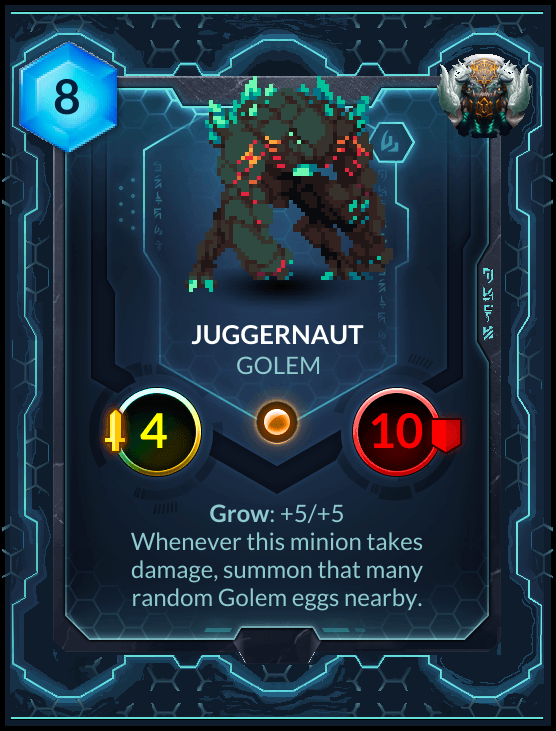 8
JUGGERNAUT
GOLEM
4
10
Grow: +5/+5
Whenever this minion takes
damage, summon that many
random Golem eggs nearby.